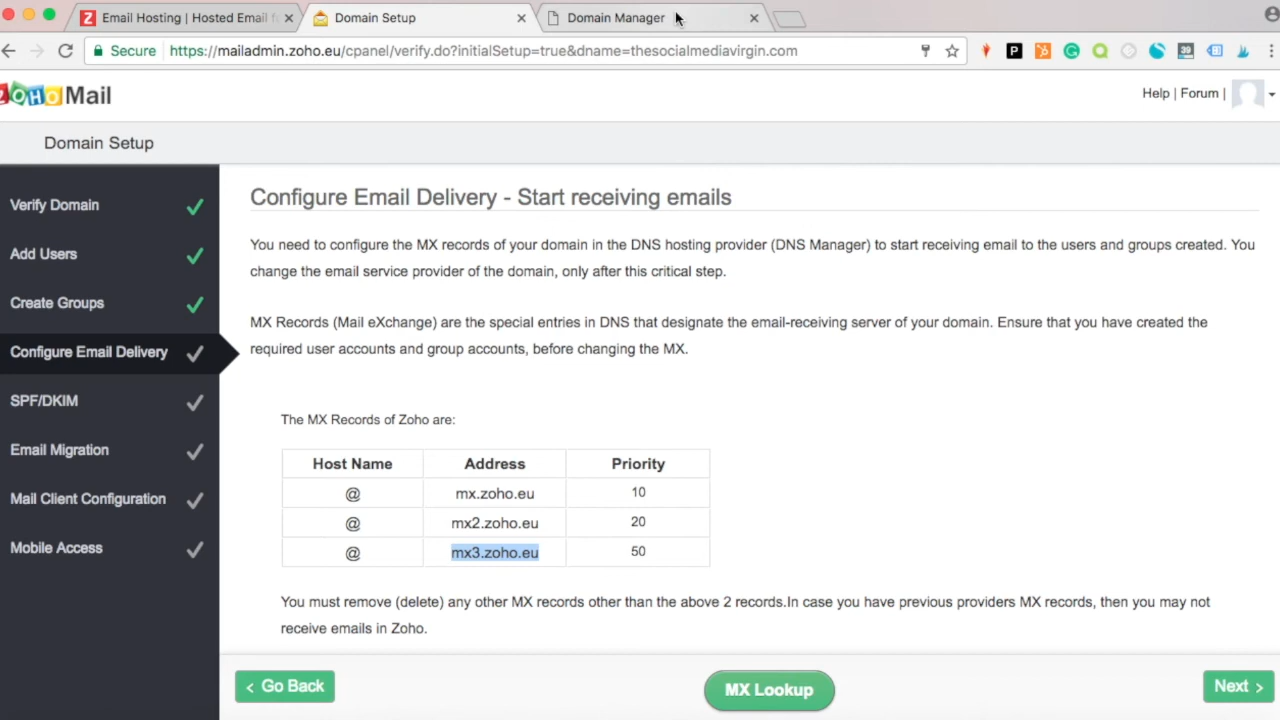 Email Hosting | Hosted Email f
Domain Setup
Domain Manager
Secure
https://mailadmin.zoho.eu/cpanel/verify.do?initialSetup=true&dname=thesocialmediavirgin.com
ZOHO Mail
Help | Forum |
Domain Setup
Verify Domain
Add Users
Create Groups
Configure Email Delivery
SPF/DKIM
Email Migration
Mail Client Configuration
Mobile Access
Configure Email Delivery - Start receiving emails
You need to configure the MX records of your domain in the DNS hosting provider (DNS Manager) to start receiving email to the users and groups created. You
change the email service provider of the domain, only after this critical step.
MX Records (Mail eXchange) are the special entries in DNS that designate the email-receiving server of your domain. Ensure that you have created the
required user accounts and group accounts, before changing the MX.
The MX Records of Zoho are:
Host Name Address Priority
@ mx.zoho.eu 10
@ mx2.zoho.eu 20
@ mx3.zoho.eu 50
You must remove (delete) any other MX records other than the above 2 records.In case you have previous providers MX records, then you may not
receive emails in Zoho.
< Go Back
MX Lookup
Next >